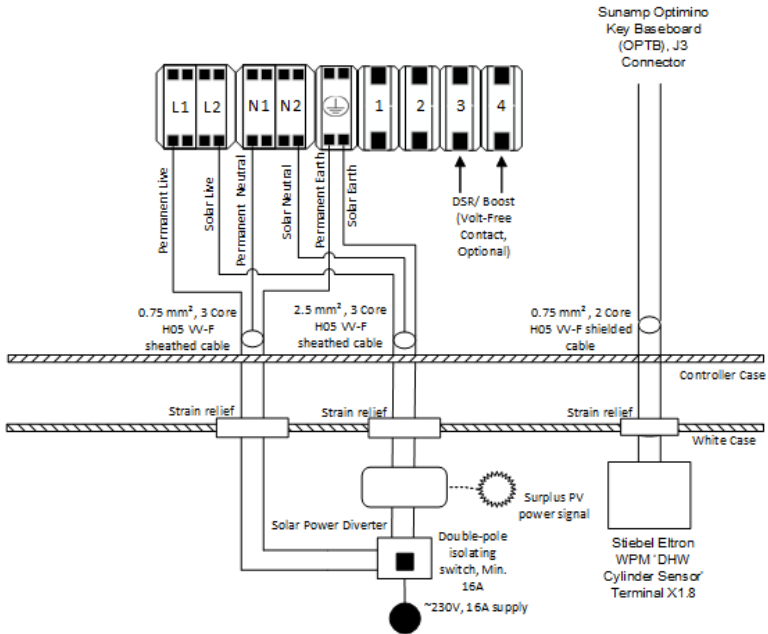 Sunamp Optimino
Key Baseboard
(OPTB), J3
Connector
L1
L2
N1
N2
1
2
3
4
Permanent Live
Solar Live
Permanent Neutral
Solar Neutral
Permanent Earth
Solar Earth
DSR/ Boost
(Volt-Free
Contact,
Optional)
0.75 mm², 3 Core
H05 VV-F
sheathed cable
2.5 mm², 3 Core
H05 VV-F
sheathed cable
0.75 mm², 2 Core
H05 VV-F shielded
cable
Controller Case
Strain relief
Strain relief
Strain relief
White Case
Surplus PV
power signal
Solar Power Diverter
Double-pole
isolating
switch, Min.
16A
~230V, 16A supply
Stiebel Eltron
WPM 'DHW
Cylinder Sensor'
Terminal X1.8